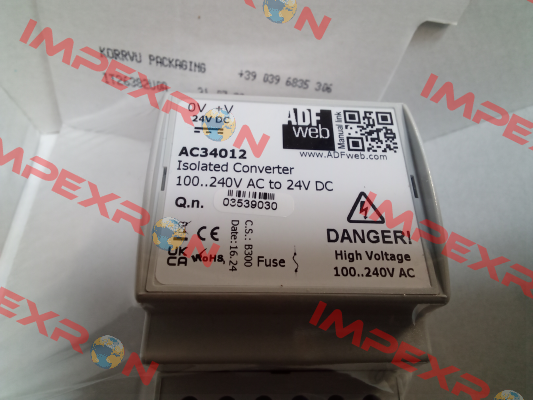 KORRVU PACKAGING
+39 039 6835 306
0V +V
24V DC
ADF
web
Manual link
www.ADFweb.com
AC34012
Isolated Converter
100..240V AC to 24V DC
Q.n. 03539030
C.S.: B300
Date: 16.24
CE
UK
CA
RoHS
Fuse
DANGER!
High Voltage
100..240V AC
IMPEXRON
IMPEXRON
IMPEXRON
IMPEXRON